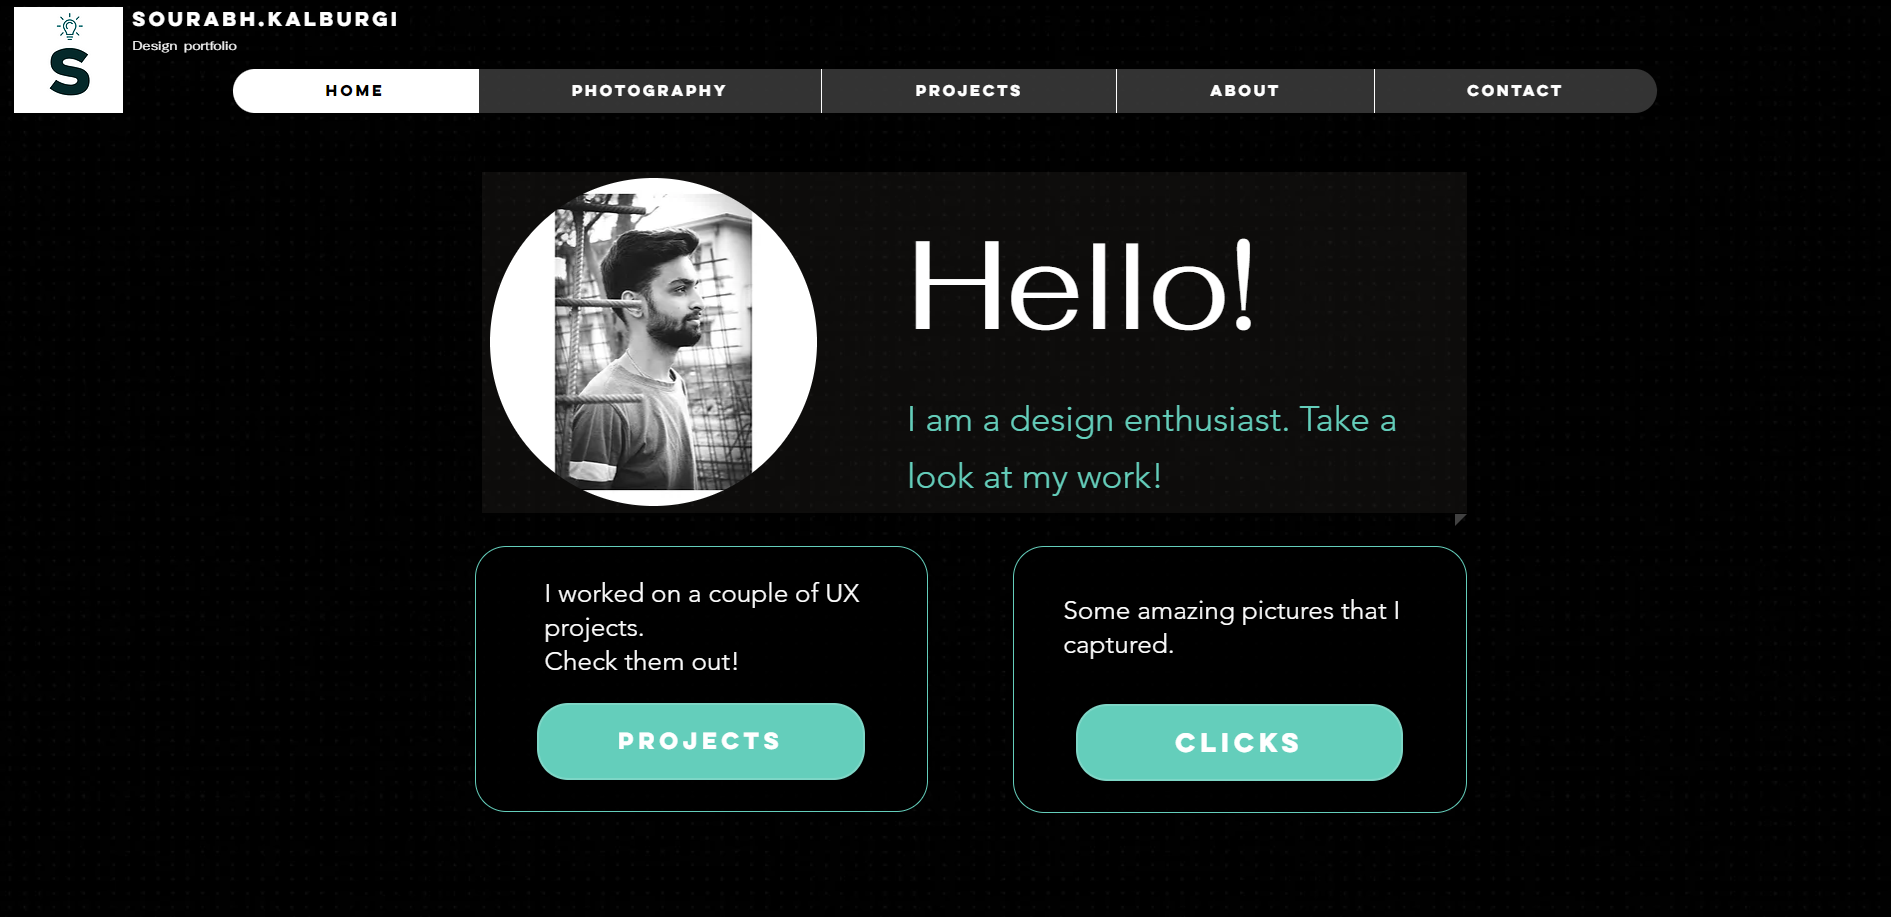 S
SOURABH.KALBURGI
Design portfolio
HOME PHOTOGRAPHY PROJECTS ABOUT CONTACT
Hello!
I am a design enthusiast. Take a
look at my work!
I worked on a couple of UX
projects.
Check them out!
PROJECTS
Some amazing pictures that I
captured.
CLICKS